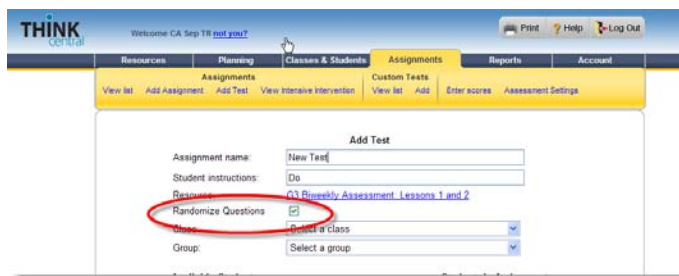 THINK central
Welcome CA Sep TR not you?
Print ? Help Log Out
Resources Planning Classes & Students Assignments Reports Account
Assignments Custom Tests
View list Add Assignment Add Test View Intensive Intervention View list Add Enter scores Assessment Settings
Add Test
Assignment name: New Test
Student instructions: Do
Resource: G3 Biweekly Assessment: Lessons 1 and 2
Randomize Questions
Class: Select a class
Group: Select a group